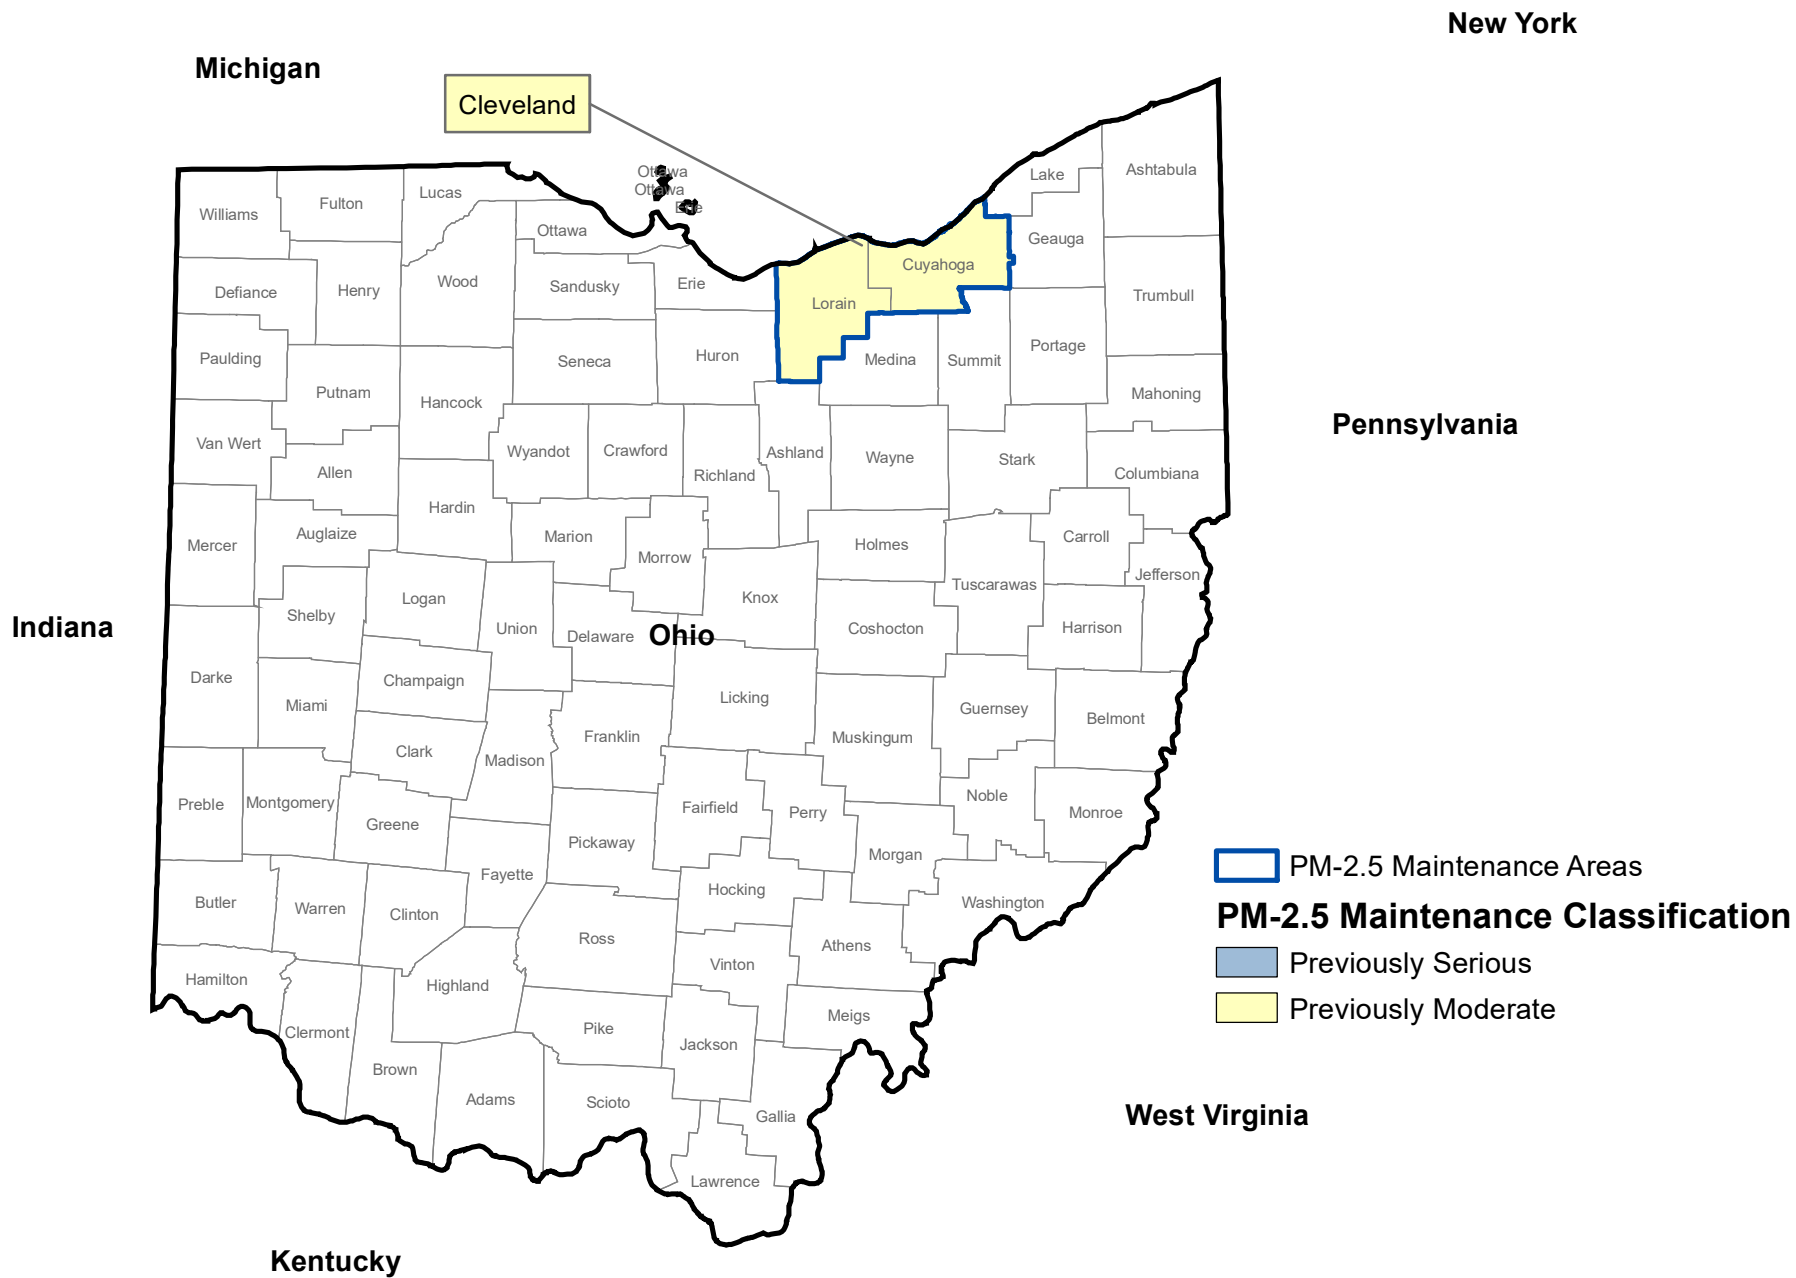 New York
Michigan
Cleveland
Ottawa
Ottawa
Erie
Lake
Ashtabula
Williams
Fulton
Lucas
Ottawa
Geauga
Cuyahoga
Defiance
Henry
Wood
Sandusky
Erie
Lorain
Trumbull
Paulding
Putnam
Hancock
Seneca
Huron
Medina
Summit
Portage
Mahoning
Pennsylvania
Van Wert
Allen
Wyandot
Crawford
Richland
Ashland
Wayne
Stark
Columbiana
Mercer
Auglaize
Hardin
Marion
Morrow
Holmes
Carroll
Jefferson
Tuscarawas
Indiana
Shelby
Logan
Union
Delaware
Ohio
Knox
Coshocton
Harrison
Darke
Miami
Champaign
Licking
Guernsey
Belmont
Clark
Madison
Franklin
Muskingum
Preble
Montgomery
Greene
Fairfield
Perry
Noble
Monroe
Pickaway
Morgan
Fayette
Hocking
Washington
Butler
Warren
Clinton
Ross
Athens
Vinton
Hamilton
Highland
Clermont
Pike
Jackson
Meigs
Brown
Adams
Scioto
Gallia
Lawrence
PM-2.5 Maintenance Areas
PM-2.5 Maintenance Classification
Previously Serious
Previously Moderate
West Virginia
Kentucky